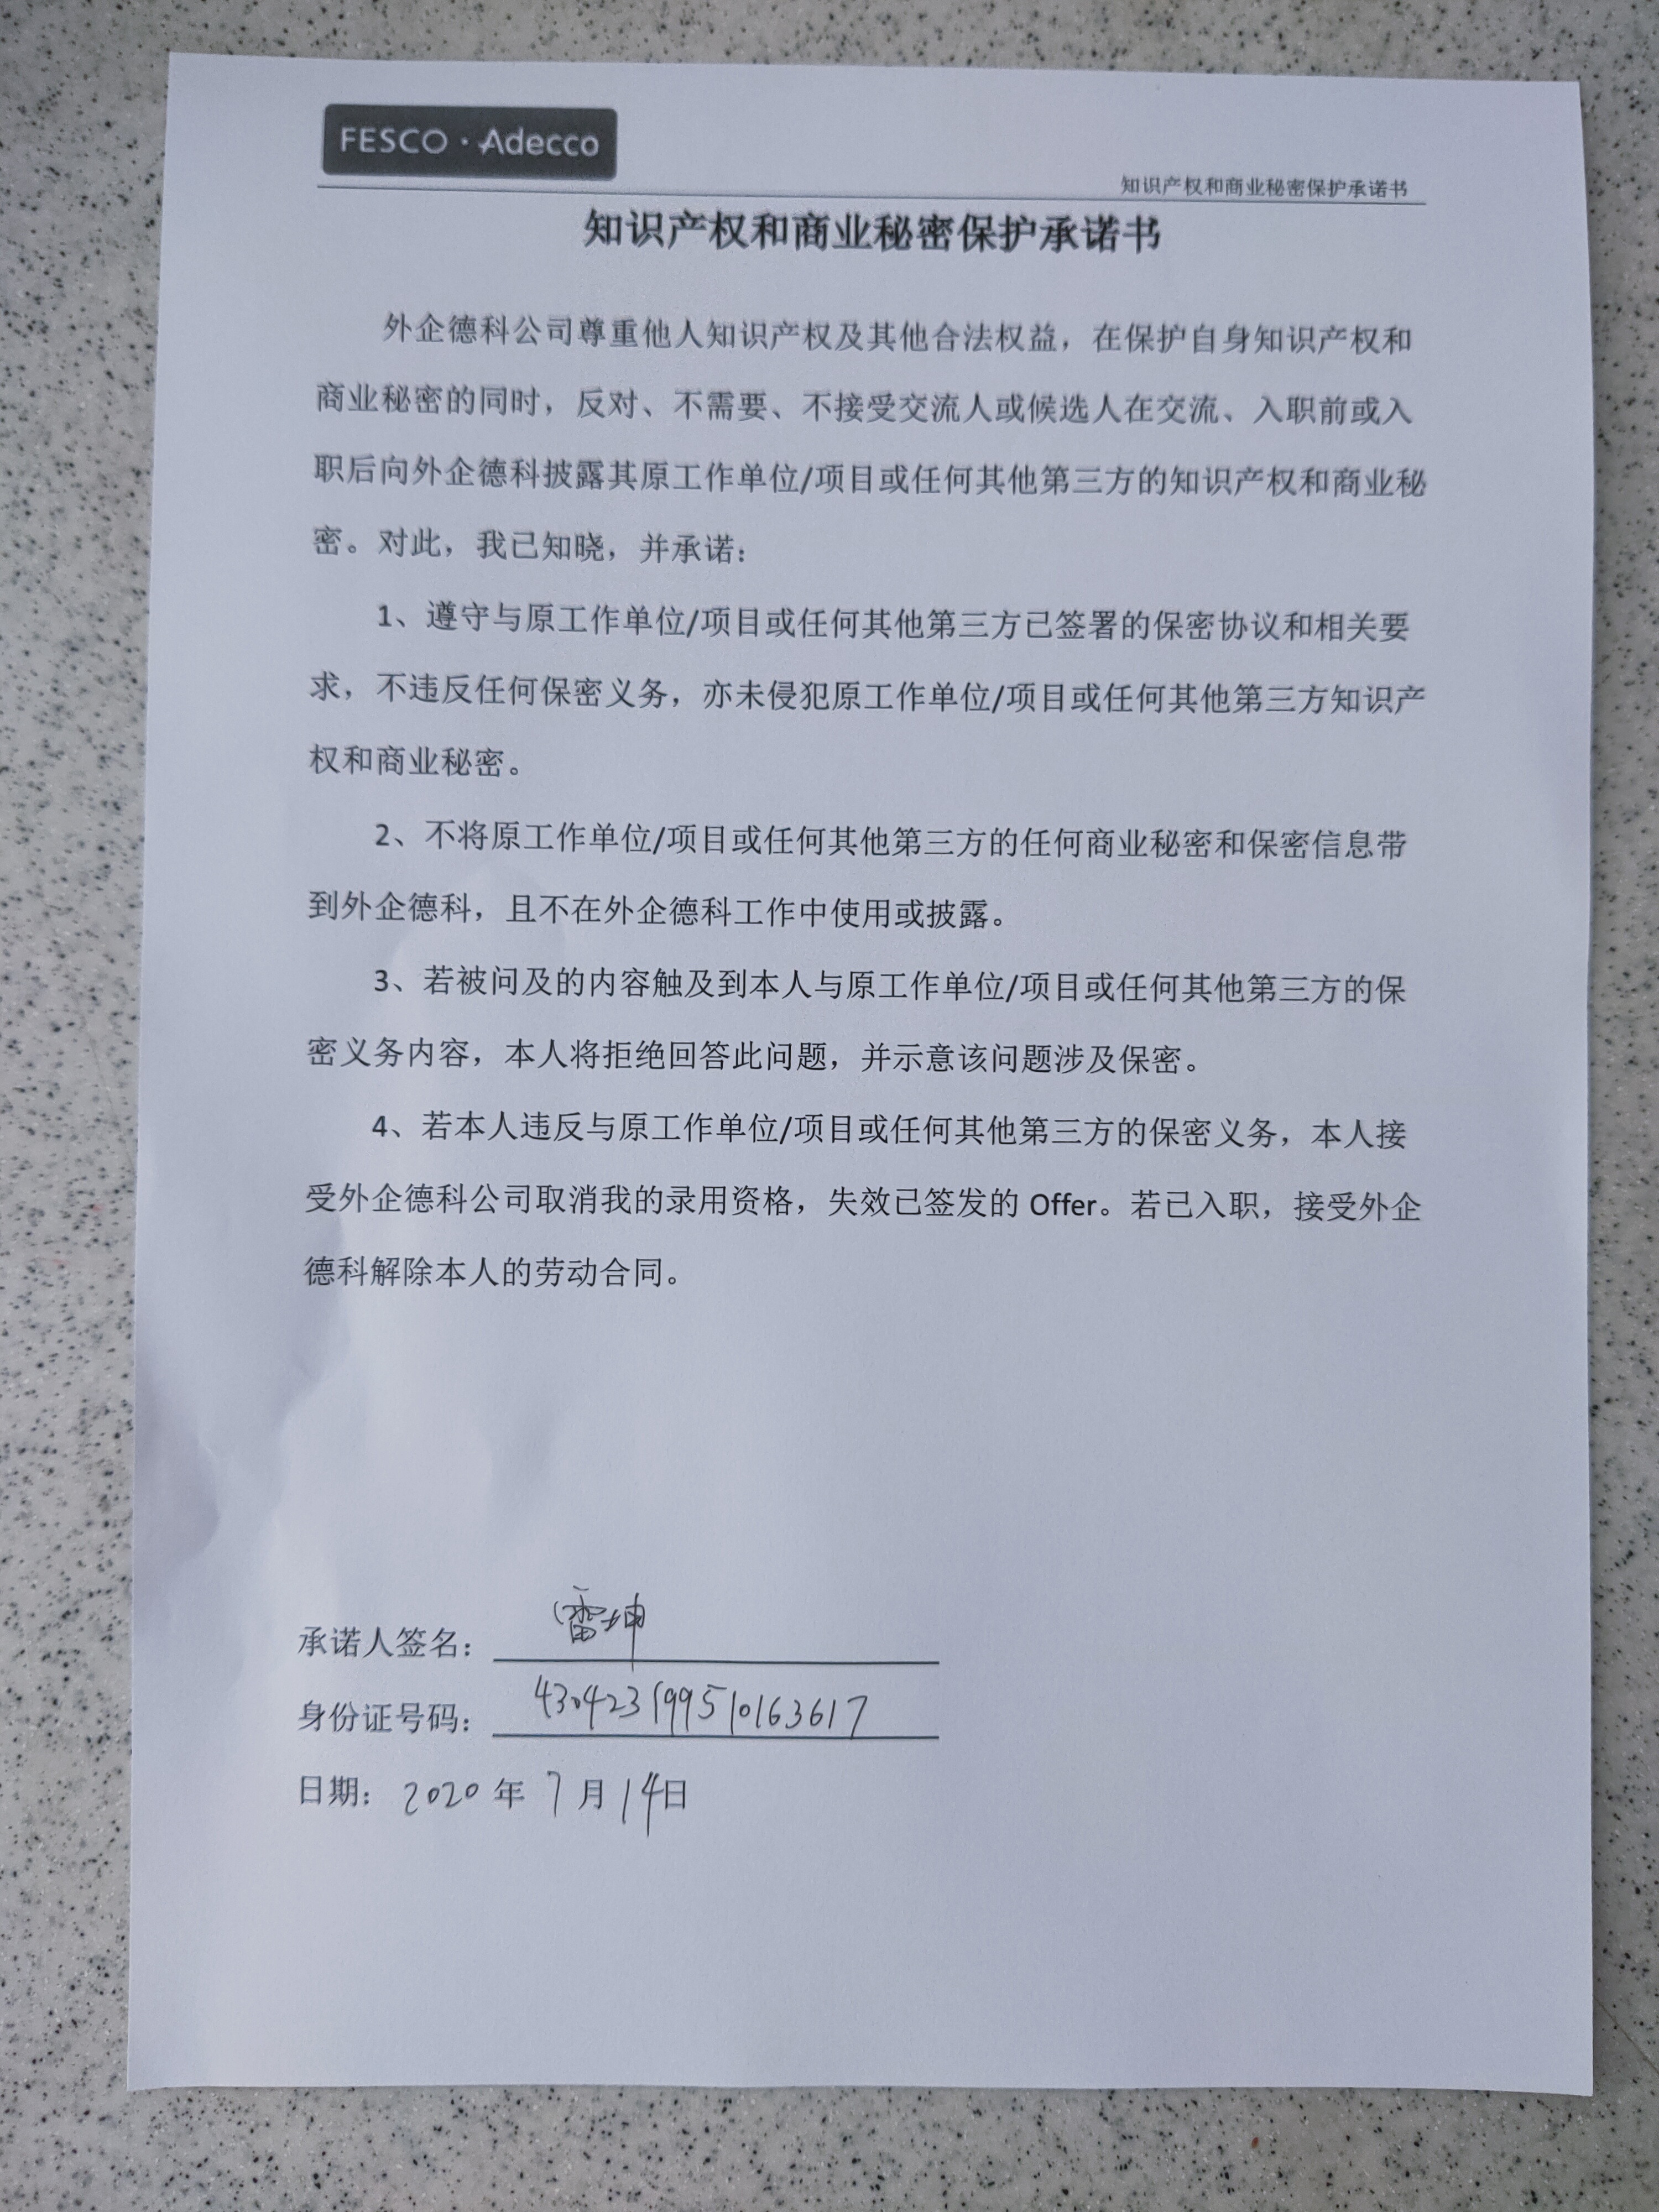 FESCO · Adecco
知识产权和商业秘密保护承诺书
知识产权和商业秘密保护承诺书
外企德科公司尊重他人知识产权及其他合法权益，在保护自身知识产权和
商业秘密的同时，反对、不需要、不接受交流人或候选人在交流、入职前或入
职后向外企德科披露其原工作单位/项目或任何其他第三方的知识产权和商业秘
密。对此，我已知晓，并承诺：
1、遵守与原工作单位/项目或任何其他第三方已签署的保密协议和相关要
求，不违反任何保密义务，亦未侵犯原工作单位/项目或任何其他第三方知识产
权和商业秘密。
2、不将原工作单位/项目或任何其他第三方的任何商业秘密和保密信息带
到外企德科，且不在外企德科工作中使用或披露。
3、若被问及的内容触及到本人与原工作单位/项目或任何其他第三方的保
密义务内容，本人将拒绝回答此问题，并示意该问题涉及保密。
4、若本人违反与原工作单位/项目或任何其他第三方的保密义务，本人接
受外企德科公司取消我的录用资格，失效已签发的 Offer。若已入职，接受外企
德科解除本人的劳动合同。
承诺人签名：雷坤
身份证号码：430423199510163617
日期：2020 年 7 月 14日